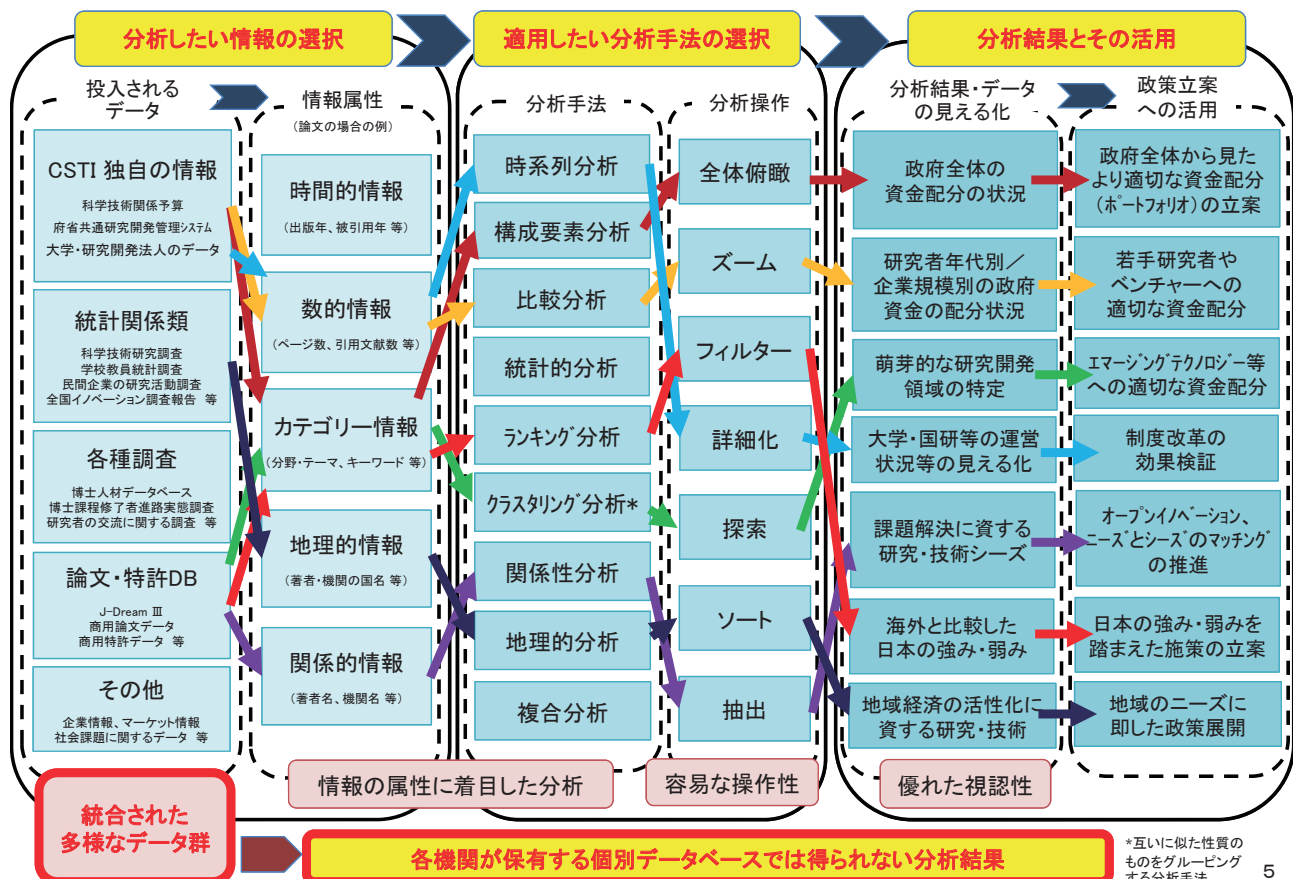 分析したい情報の選択
適用したい分析手法の選択
分析結果とその活用
投入される
データ
情報属性
(論文の場合の例)
分析手法
分析操作
分析結果・データ
の見える化
政策立案
への活用
CSTI 独自の情報
科学技術関係予算
府省共通研究開発管理システム
大学・研究開発法人のデータ
統計関係類
科学技術研究調査
学校教員統計調査
民間企業の研究活動調査
全国イノベーション調査報告 等
各種調査
博士人材データベース
博士課程修了者進路実態調査
研究者の交流に関する調査 等
論文・特許DB
J-Dream Ⅲ
商用論文データ
商用特許データ 等
その他
企業情報、マーケット情報
社会課題に関するデータ 等
時間的情報
(出版年、被引用年 等)
数的情報
(ページ数、引用文献数 等)
カテゴリー情報
(分野・テーマ、キーワード 等)
地理的情報
(著者・機関の国名 等)
関係的情報
(著者名、機関名 等)
時系列分析
構成要素分析
比較分析
統計的分析
ランキング分析
クラスタリング分析*
関係性分析
地理的分析
複合分析
全体俯瞰
ズーム
フィルター
詳細化
探索
ソート
抽出
政府全体の
資金配分の状況
研究者年代別／
企業規模別の政府
資金の配分状況
萌芽的な研究開発
領域の特定
大学・国研等の運営
状況等の見える化
課題解決に資する
研究・技術シーズ
海外と比較した
日本の強み・弱み
地域経済の活性化に
資する研究・技術
政府全体から見た
より適切な資金配分
(ポートフォリオ)の立案
若手研究者や
ベンチャーへの
適切な資金配分
エマージングテクノロジー等
への適切な資金配分
制度改革の
効果検証
オープンイノベーション、
ニーズとシーズのマッチング
の推進
日本の強み・弱みを
踏まえた施策の立案
地域のニーズに
即した政策展開
情報の属性に着目した分析
容易な操作性
優れた視認性
統合された
多様なデータ群
各機関が保有する個別データベースでは得られない分析結果
*互いに似た性質の
ものをグルーピング
する分析手法
5